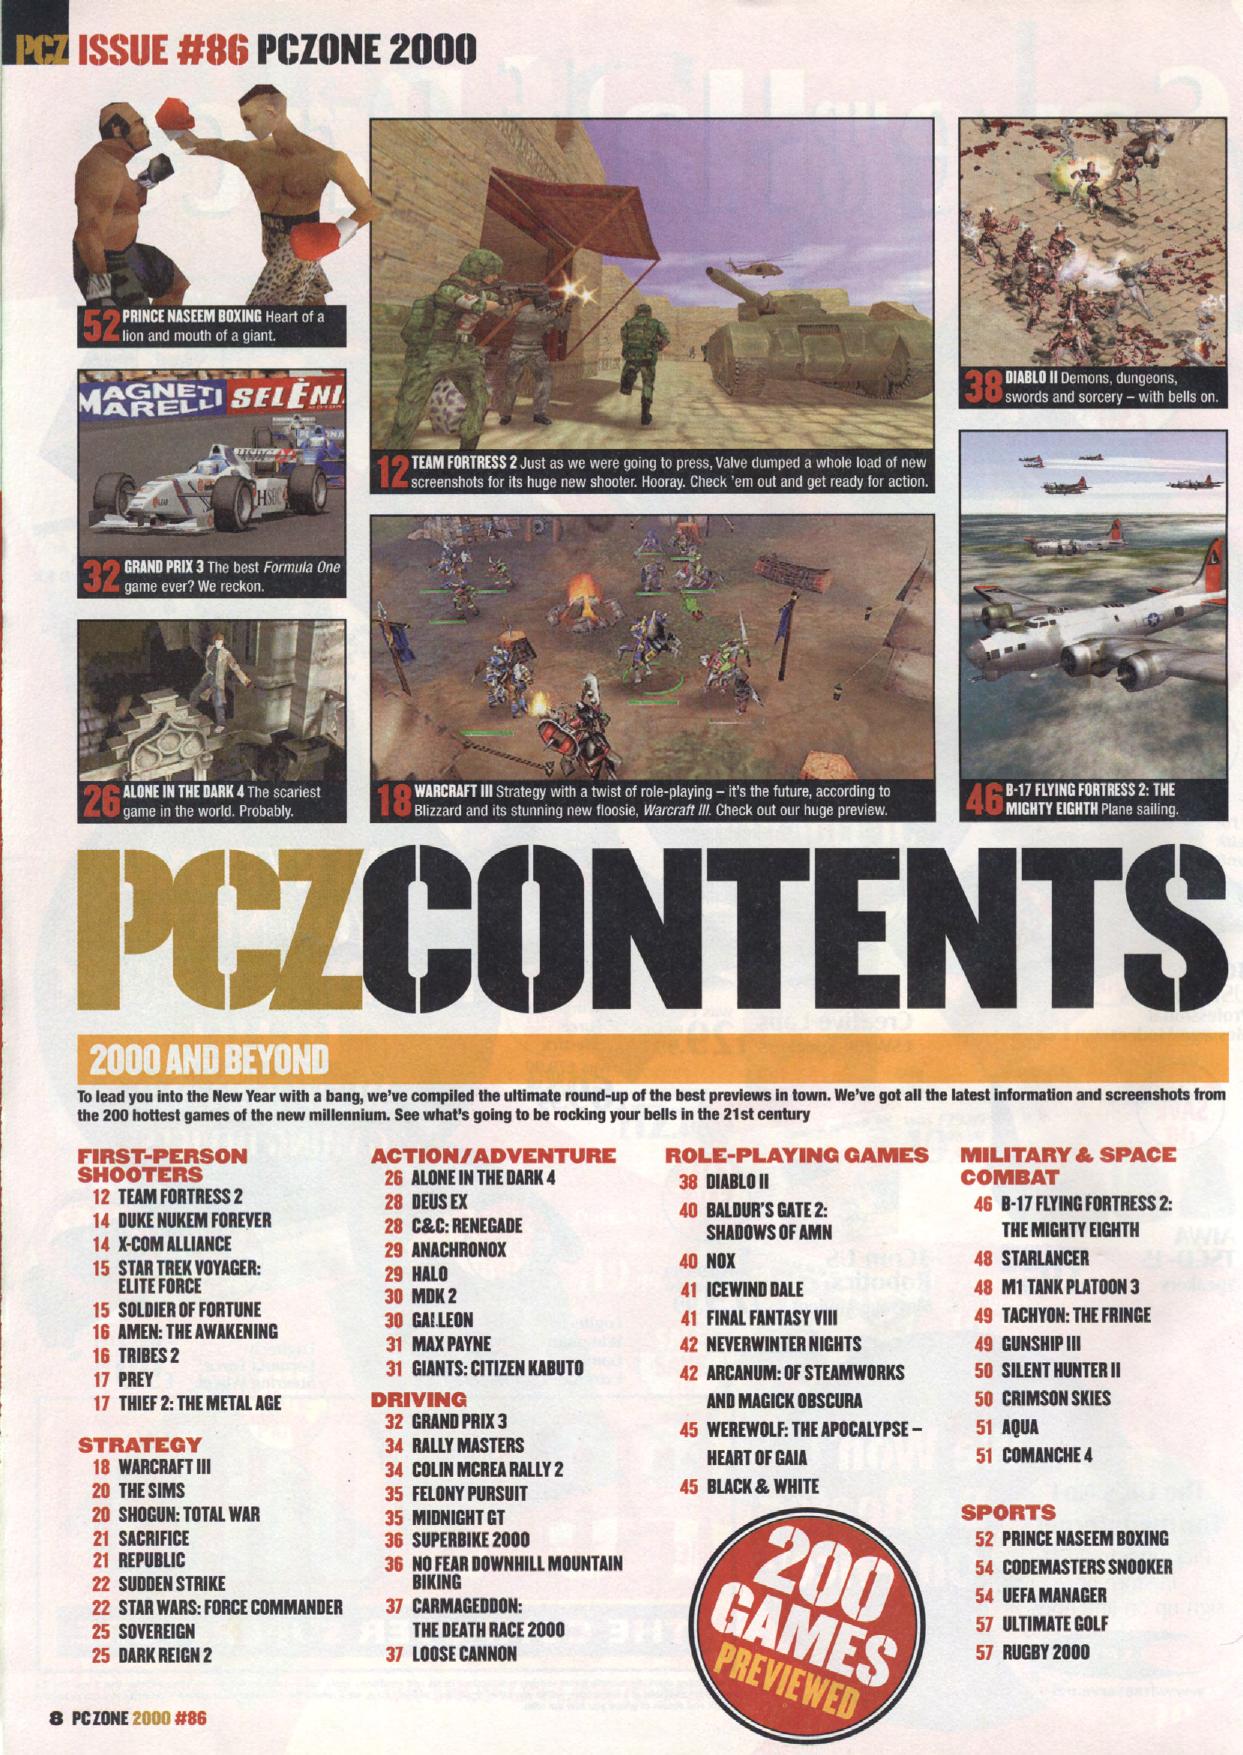 PCZ ISSUE #86 PCZONE 2000
52 PRINCE NASEEM BOXING Heart of a
lion and mouth of a giant.
MAGNETI MARELLI
SELÈNI
HSBC
32 GRAND PRIX 3 The best Formula One
game ever? We reckon.
26 ALONE IN THE DARK 4 The scariest
game in the world. Probably.
12 TEAM FORTRESS 2 Just as we were going to press, Valve dumped a whole load of new
screenshots for its huge new shooter. Hooray. Check 'em out and get ready for action.
18 WARCRAFT III Strategy with a twist of role-playing – it's the future, according to
Blizzard and its stunning new floosie, Warcraft III. Check out our huge preview.
38 DIABLO II Demons, dungeons,
swords and sorcery – with bells on.
46 B-17 FLYING FORTRESS 2: THE
MIGHTY EIGHTH Plane sailing.
PCZCONTENTS
2000 AND BEYOND
To lead you into the New Year with a bang, we've compiled the ultimate round-up of the best previews in town. We've got all the latest information and screenshots from
the 200 hottest games of the new millennium. See what's going to be rocking your bells in the 21st century
FIRST-PERSON
SHOOTERS
12 TEAM FORTRESS 2
14 DUKE NUKEM FOREVER
14 X-COM ALLIANCE
15 STAR TREK VOYAGER:
ELITE FORCE
15 SOLDIER OF FORTUNE
16 AMEN: THE AWAKENING
16 TRIBES 2
17 PREY
17 THIEF 2: THE METAL AGE
STRATEGY
18 WARCRAFT III
20 THE SIMS
20 SHOGUN: TOTAL WAR
21 SACRIFICE
21 REPUBLIC
22 SUDDEN STRIKE
22 STAR WARS: FORCE COMMANDER
25 SOVEREIGN
25 DARK REIGN 2
ACTION/ADVENTURE
26 ALONE IN THE DARK 4
28 DEUS EX
28 C&C: RENEGADE
29 ANACHRONOX
29 HALO
30 MDK 2
30 GALLEON
31 MAX PAYNE
31 GIANTS: CITIZEN KABUTO
DRIVING
32 GRAND PRIX 3
34 RALLY MASTERS
34 COLIN MCREA RALLY 2
35 FELONY PURSUIT
35 MIDNIGHT GT
36 SUPERBIKE 2000
36 NO FEAR DOWNHILL MOUNTAIN
BIKING
37 CARMAGEDDON:
THE DEATH RACE 2000
37 LOOSE CANNON
ROLE-PLAYING GAMES
38 DIABLO II
40 BALDUR'S GATE 2:
SHADOWS OF AMN
40 NOX
41 ICEWIND DALE
41 FINAL FANTASY VIII
42 NEVERWINTER NIGHTS
42 ARCANUM: OF STEAMWORKS
AND MAGICK OBSCURA
45 WEREWOLF: THE APOCALYPSE –
HEART OF GAIA
45 BLACK & WHITE
200
GAMES
PREVIEWED
MILITARY & SPACE
COMBAT
46 B-17 FLYING FORTRESS 2:
THE MIGHTY EIGHTH
48 STARLANCER
48 M1 TANK PLATOON 3
49 TACHYON: THE FRINGE
49 GUNSHIP III
50 SILENT HUNTER II
50 CRIMSON SKIES
51 AQUA
51 COMANCHE 4
SPORTS
52 PRINCE NASEEM BOXING
54 CODEMASTERS SNOOKER
54 UEFA MANAGER
57 ULTIMATE GOLF
57 RUGBY 2000
8 PC ZONE 2000 #86